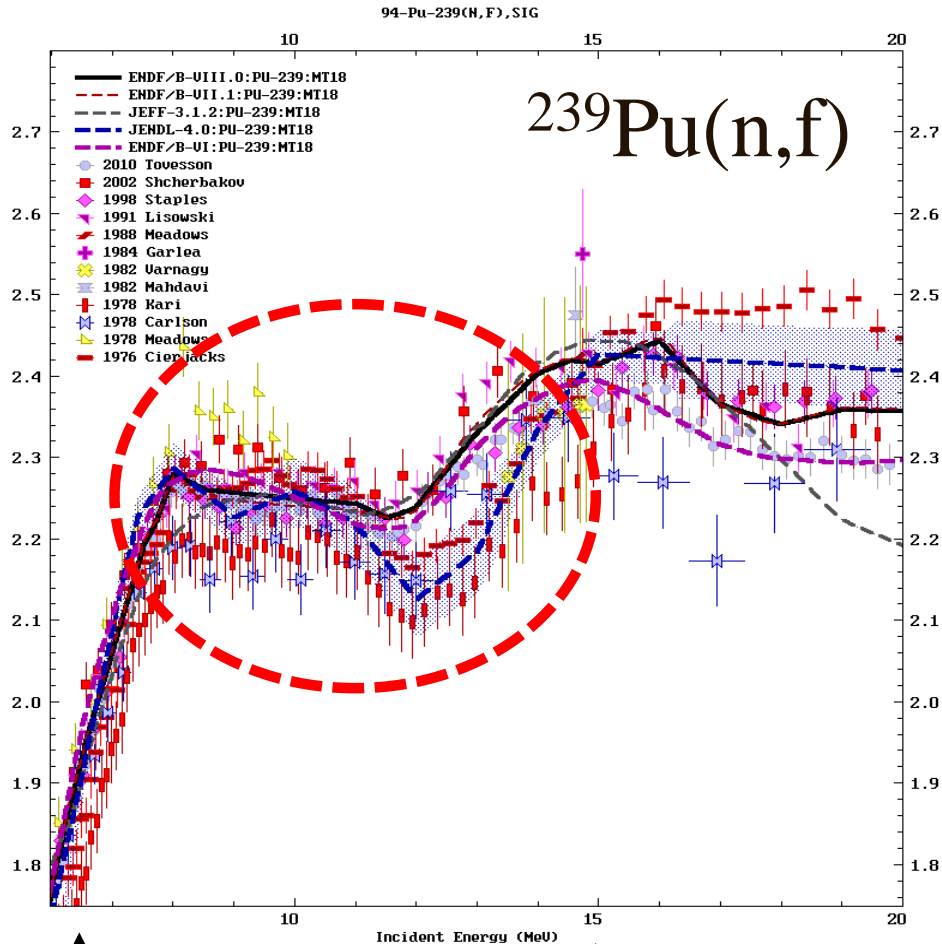 94-Pu-239(N,F),SIG
10 15 20
ENDF/B-VIII.0:PU-239:MT18
ENDF/B-VII.1:PU-239:MT18
JEFF-3.1.2:PU-239:MT18
JENDL-4.0:PU-239:MT18
ENDF/B-VI:PU-239:MT18
2010 Tovesson
2002 Shcherbakov
1998 Staples
1991 Lisowski
1988 Meadows
1984 Garlea
1982 Varnagy
1982 Mahdavi
1978 Kari
1978 Carlson
1978 Meadows
1976 Cierjacks
²³⁹Pu(n,f)
2.7 2.7
2.6 2.6
2.5 2.5
2.4 2.4
2.3 2.3
2.2 2.2
2.1 2.1
2.0 2.0
1.9 1.9
1.8 1.8
10 15 20
Incident Energy (MeV)